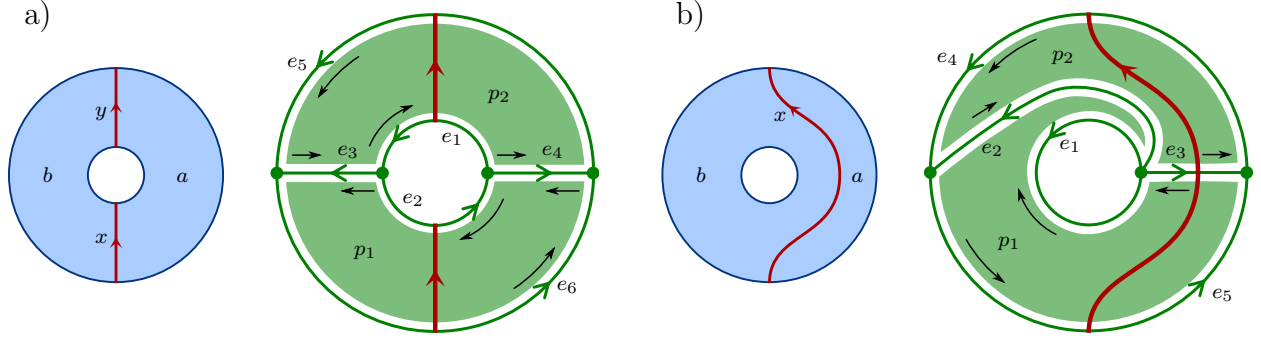 a)
y
b
a
x
e₅
p₂
e₁
e₃
e₄
e₂
p₁
e₆
b)
x
b
a
e₄
p₂
e₁
e₂
e₃
p₁
e₅